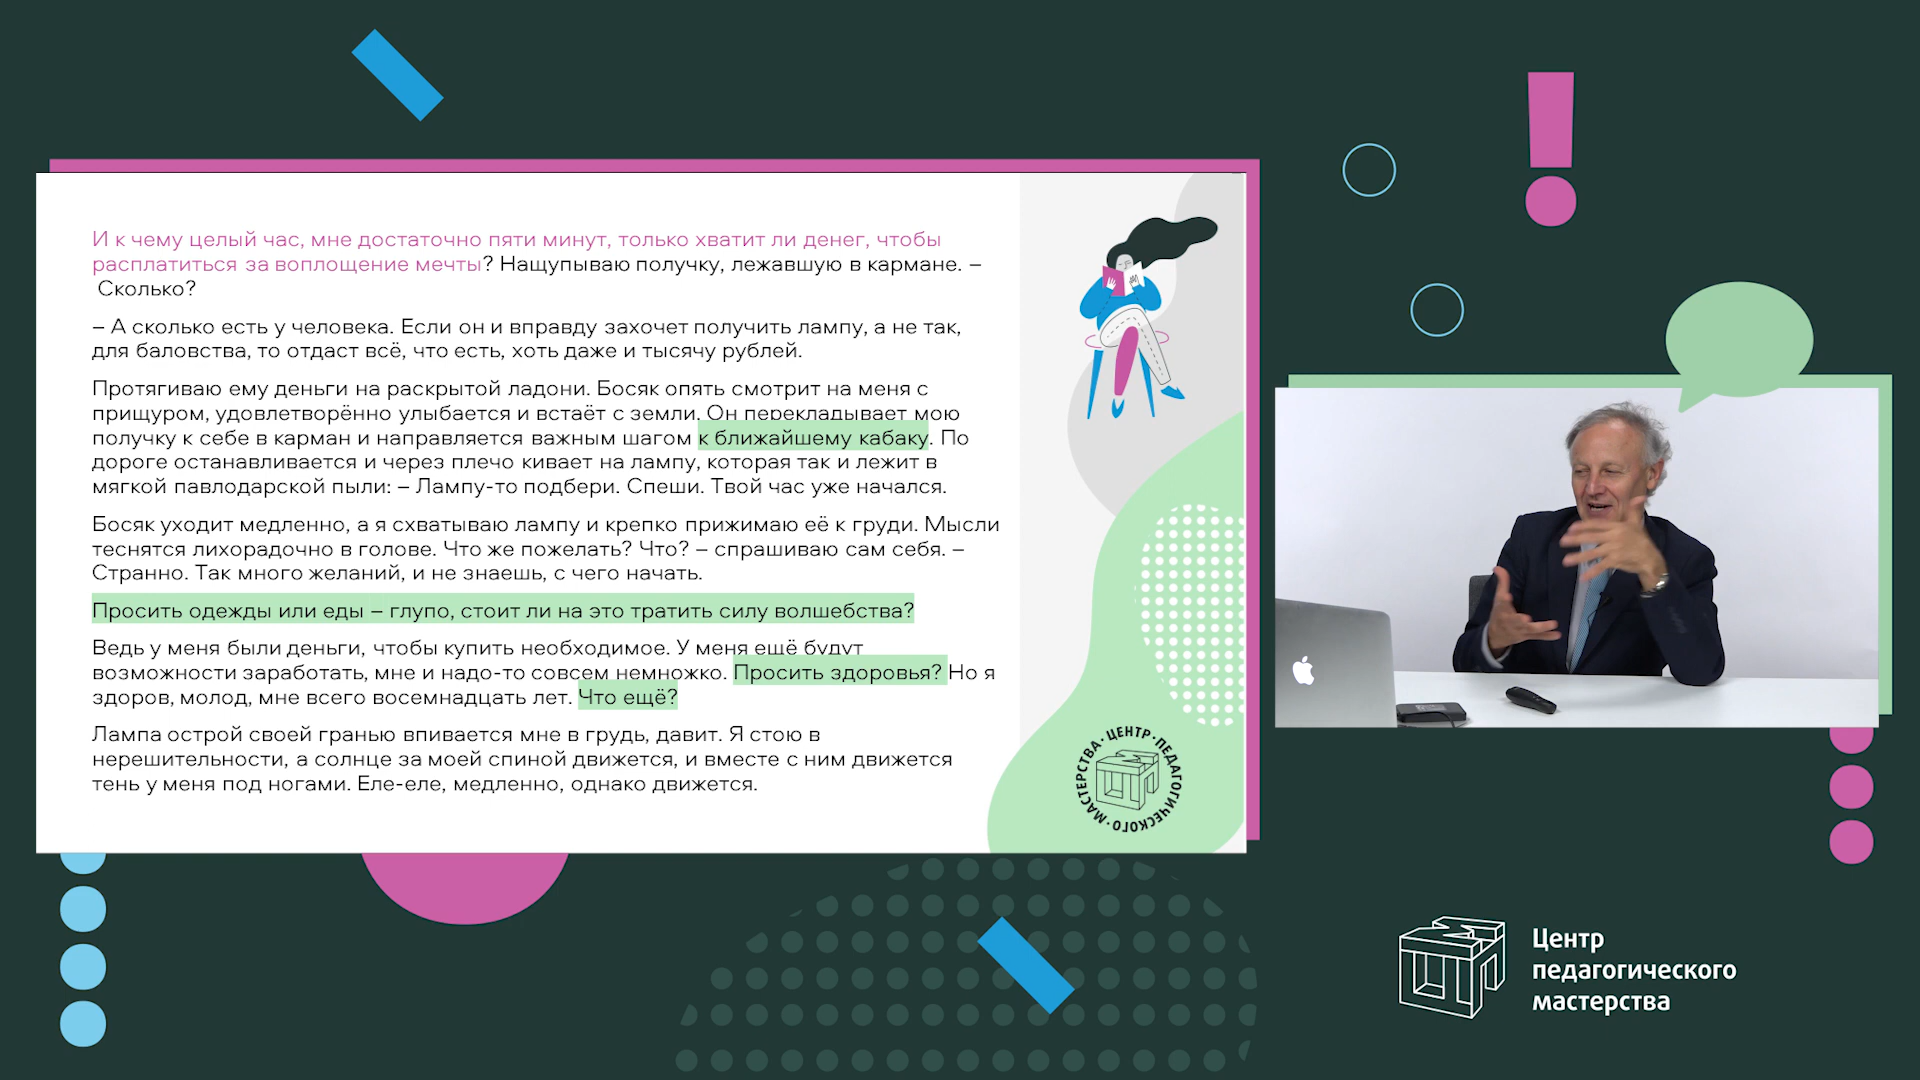 И к чему целый час, мне достаточно пяти минут, только хватит ли денег, чтобы
расплатиться за воплощение мечты? Нащупываю получку, лежавшую в кармане. –
Сколько?
– А сколько есть у человека. Если он и вправду захочет получить лампу, а не так,
для баловства, то отдаст всё, что есть, хоть даже и тысячу рублей.
Протягиваю ему деньги на раскрытой ладони. Босяк опять смотрит на меня с
прищуром, удовлетворённо улыбается и встаёт с земли. Он перекладывает мою
получку к себе в карман и направляется важным шагом к ближайшему кабаку. По
дороге останавливается и через плечо кивает на лампу, которая так и лежит в
мягкой павлодарской пыли: – Лампу-то подбери. Спеши. Твой час уже начался.
Босяк уходит медленно, а я схватываю лампу и крепко прижимаю её к груди. Мысли
теснятся лихорадочно в голове. Что же пожелать? Что? – спрашиваю сам себя. –
Странно. Так много желаний, и не знаешь, с чего начать.
Просить одежды или еды – глупо, стоит ли на это тратить силу волшебства?
Ведь у меня были деньги, чтобы купить необходимое. У меня ещё будут
возможности заработать, мне и надо-то совсем немножко. Просить здоровья? Но я
здоров, молод, мне всего восемнадцать лет. Что ещё?
Лампа острой своей гранью впивается мне в грудь, давит. Я стою в
нерешительности, а солнце за моей спиной движется, и вместе с ним движется
тень у меня под ногами. Еле-еле, медленно, однако движется.
ЦЕНТР · ПЕДАГОГИЧЕСКОГО · МАСТЕРСТВА ·
Центр
педагогического
мастерства